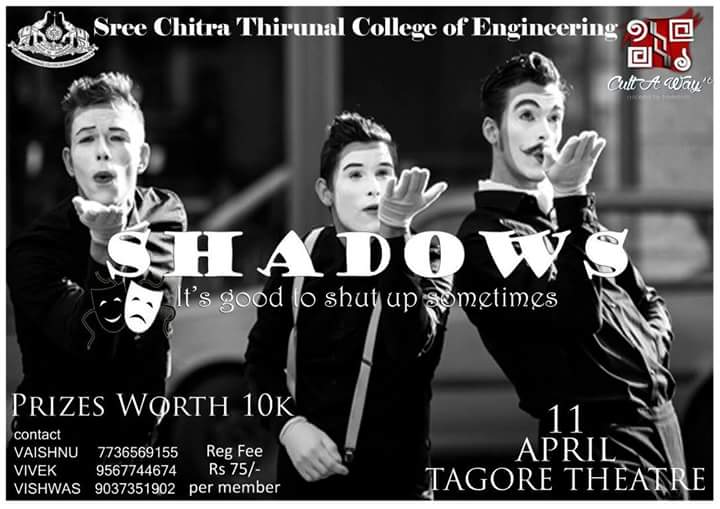 Sree Chitra Thirunal College of Engineering
Cult A Way'16
SHADOWS
It's good to shut up sometimes
PRIZES WORTH 10K
contact
VAISHNU 7736569155
VIVEK 9567744674
VISHWAS 9037351902
Reg Fee
Rs 75/-
per member
11
APRIL
TAGORE THEATRE